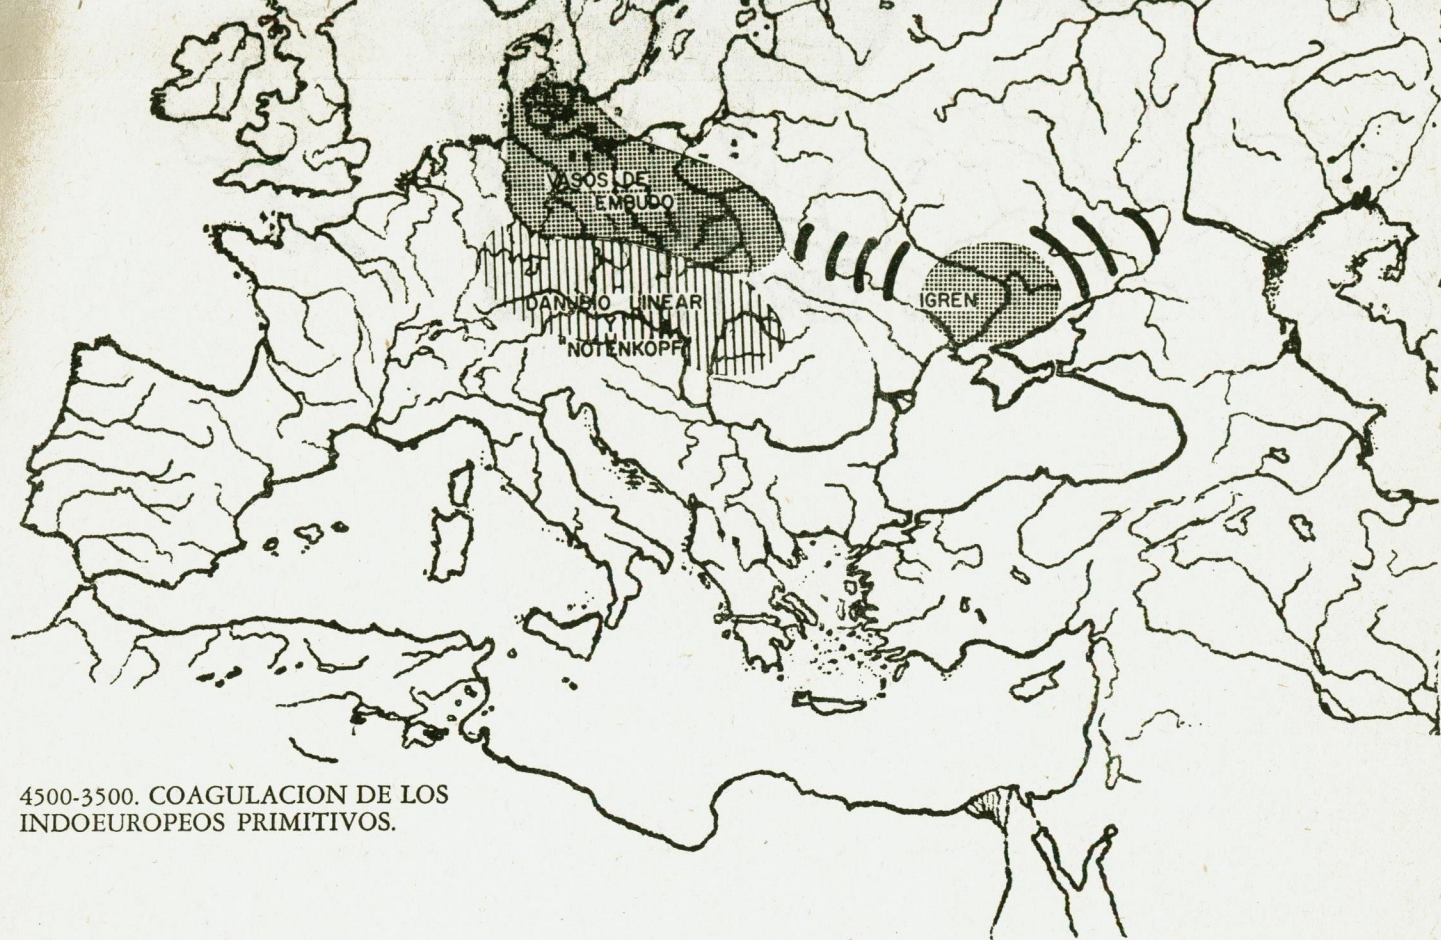 VASOS DE
EMBUDO
DANUBIO LINEAR
Y
"NOTENKOPF"
IGREN
4500-3500. COAGULACION DE LOS
INDOEUROPEOS PRIMITIVOS.